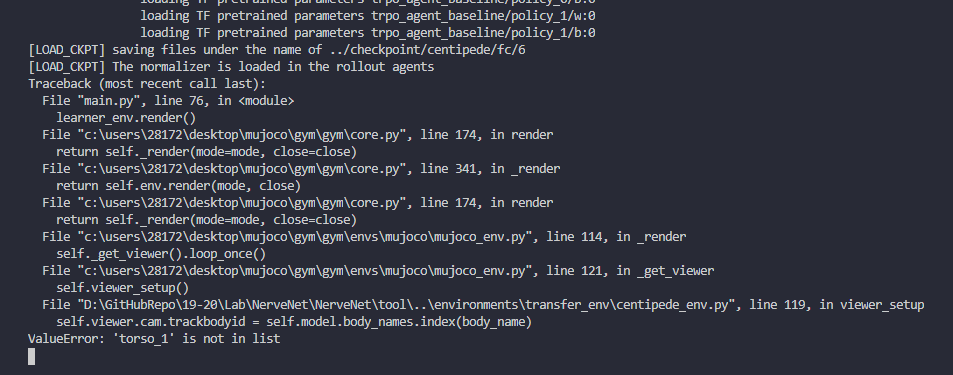 loading TF pretrained parameters trpo_agent_baseline/policy_0/b:0
loading TF pretrained parameters trpo_agent_baseline/policy_1/w:0
loading TF pretrained parameters trpo_agent_baseline/policy_1/b:0
[LOAD_CKPT] saving files under the name of ../checkpoint/centipede/fc/6
[LOAD_CKPT] The normalizer is loaded in the rollout agents
Traceback (most recent call last):
  File "main.py", line 76, in <module>
    learner_env.render()
  File "c:\users\28172\desktop\mujoco\gym\gym\core.py", line 174, in render
    return self._render(mode=mode, close=close)
  File "c:\users\28172\desktop\mujoco\gym\gym\core.py", line 341, in _render
    return self.env.render(mode, close)
  File "c:\users\28172\desktop\mujoco\gym\gym\core.py", line 174, in render
    return self._render(mode=mode, close=close)
  File "c:\users\28172\desktop\mujoco\gym\gym\envs\mujoco\mujoco_env.py", line 114, in _render
    self._get_viewer().loop_once()
  File "c:\users\28172\desktop\mujoco\gym\gym\envs\mujoco\mujoco_env.py", line 121, in _get_viewer
    self.viewer_setup()
  File "D:\GitHubRepo\19-20\Lab\NerveNet\NerveNet\tool\..\environments\transfer_env\centipede_env.py", line 119, in viewer_setup
    self.viewer.cam.trackbodyid = self.model.body_names.index(body_name)
ValueError: 'torso_1' is not in list